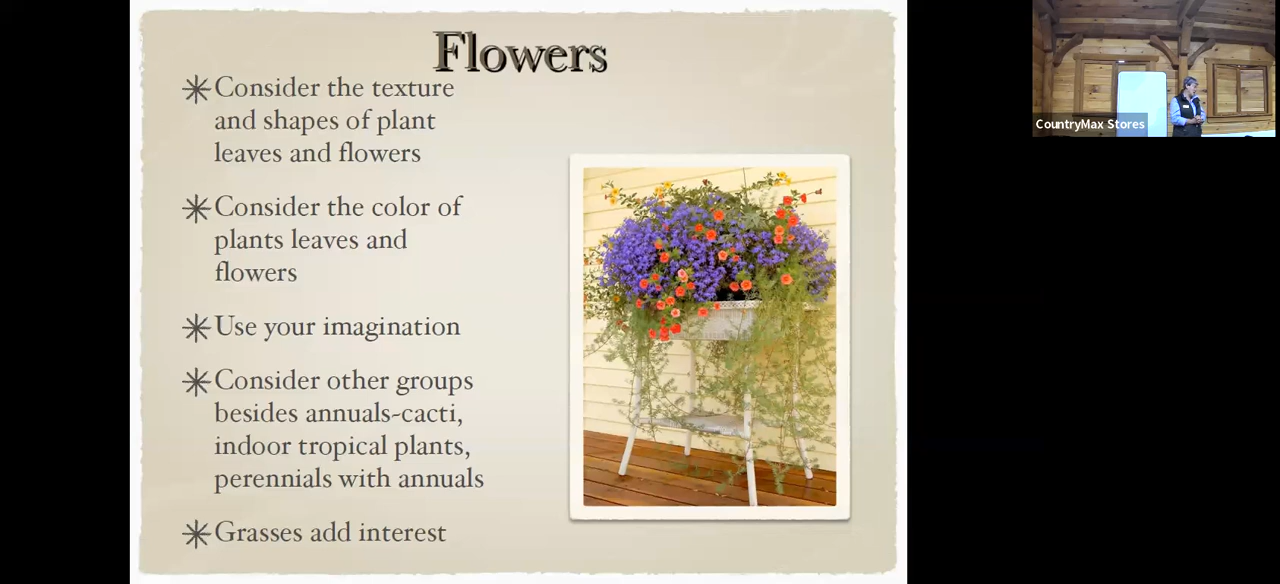 Flowers
Consider the texture
and shapes of plant
leaves and flowers
Consider the color of
plants leaves and
flowers
Use your imagination
Consider other groups
besides annuals-cacti,
indoor tropical plants,
perennials with annuals
Grasses add interest
CountryMax Stores